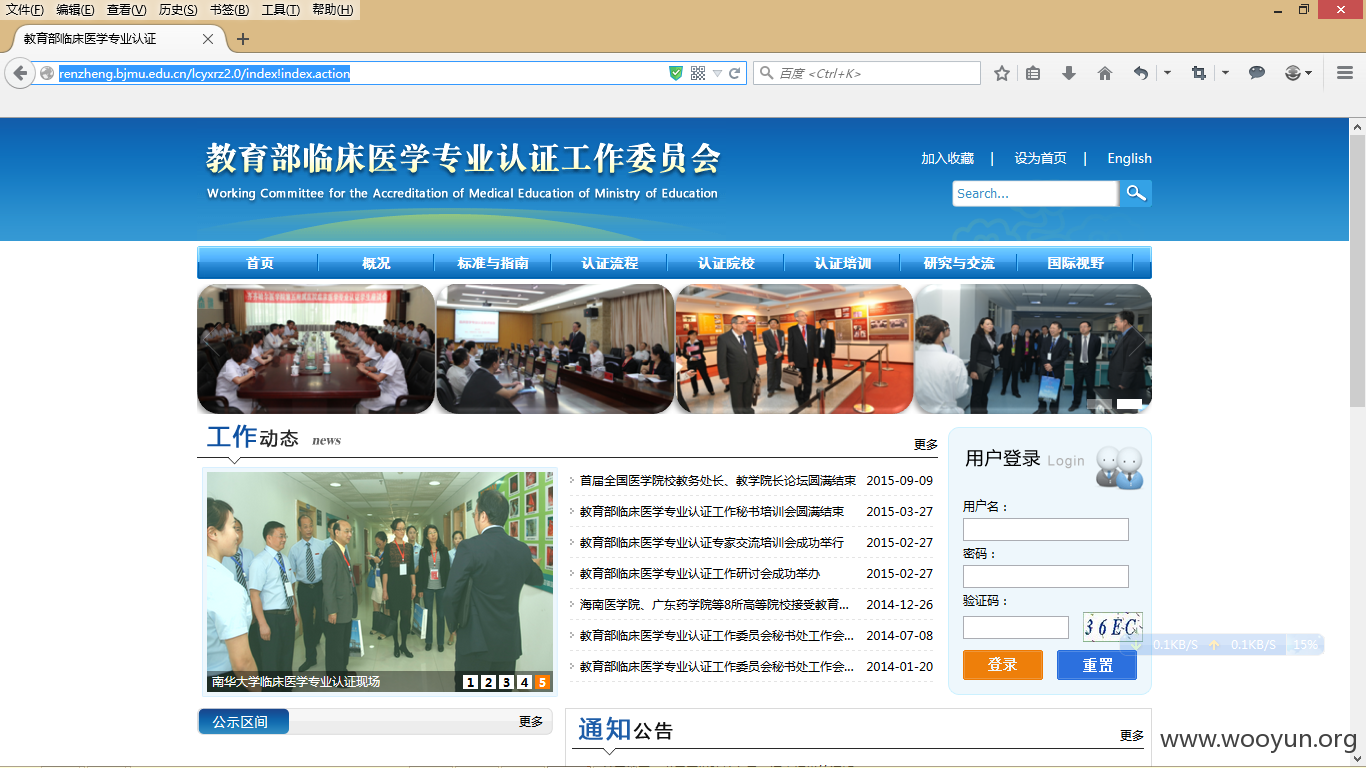 文件(F) 编辑(E) 查看(V) 历史(S) 书签(B) 工具(T) 帮助(H)
教育部临床医学专业认证
renzheng.bjmu.edu.cn/lcyxrz2.0/index!index.action
百度 <Ctrl+K>
教育部临床医学专业认证工作委员会
Working Committee for the Accreditation of Medical Education of Ministry of Education
加入收藏 | 设为首页 | English
Search...
首页 概况 标准与指南 认证流程 认证院校 认证培训 研究与交流 国际视野
工作动态 news 更多
首届全国医学院校教务处长、教学院长论坛圆满结束 2015-09-09
教育部临床医学专业认证工作秘书培训会圆满结束 2015-03-27
教育部临床医学专业认证专家交流培训会成功举行 2015-02-27
教育部临床医学专业认证工作研讨会成功举办 2015-02-27
海南医学院、广东药学院等8所高等院校接受教育... 2014-12-26
教育部临床医学专业认证工作委员会秘书处工作会... 2014-07-08
教育部临床医学专业认证工作委员会秘书处工作会... 2014-01-20
南华大学临床医学专业认证现场
1 2 3 4 5
用户登录 Login
用户名：
密码：
验证码：
36EC
0.1KB/S 0.1KB/S 15%
登录 重置
公示区间 更多
通知公告 更多
www.wooyun.org